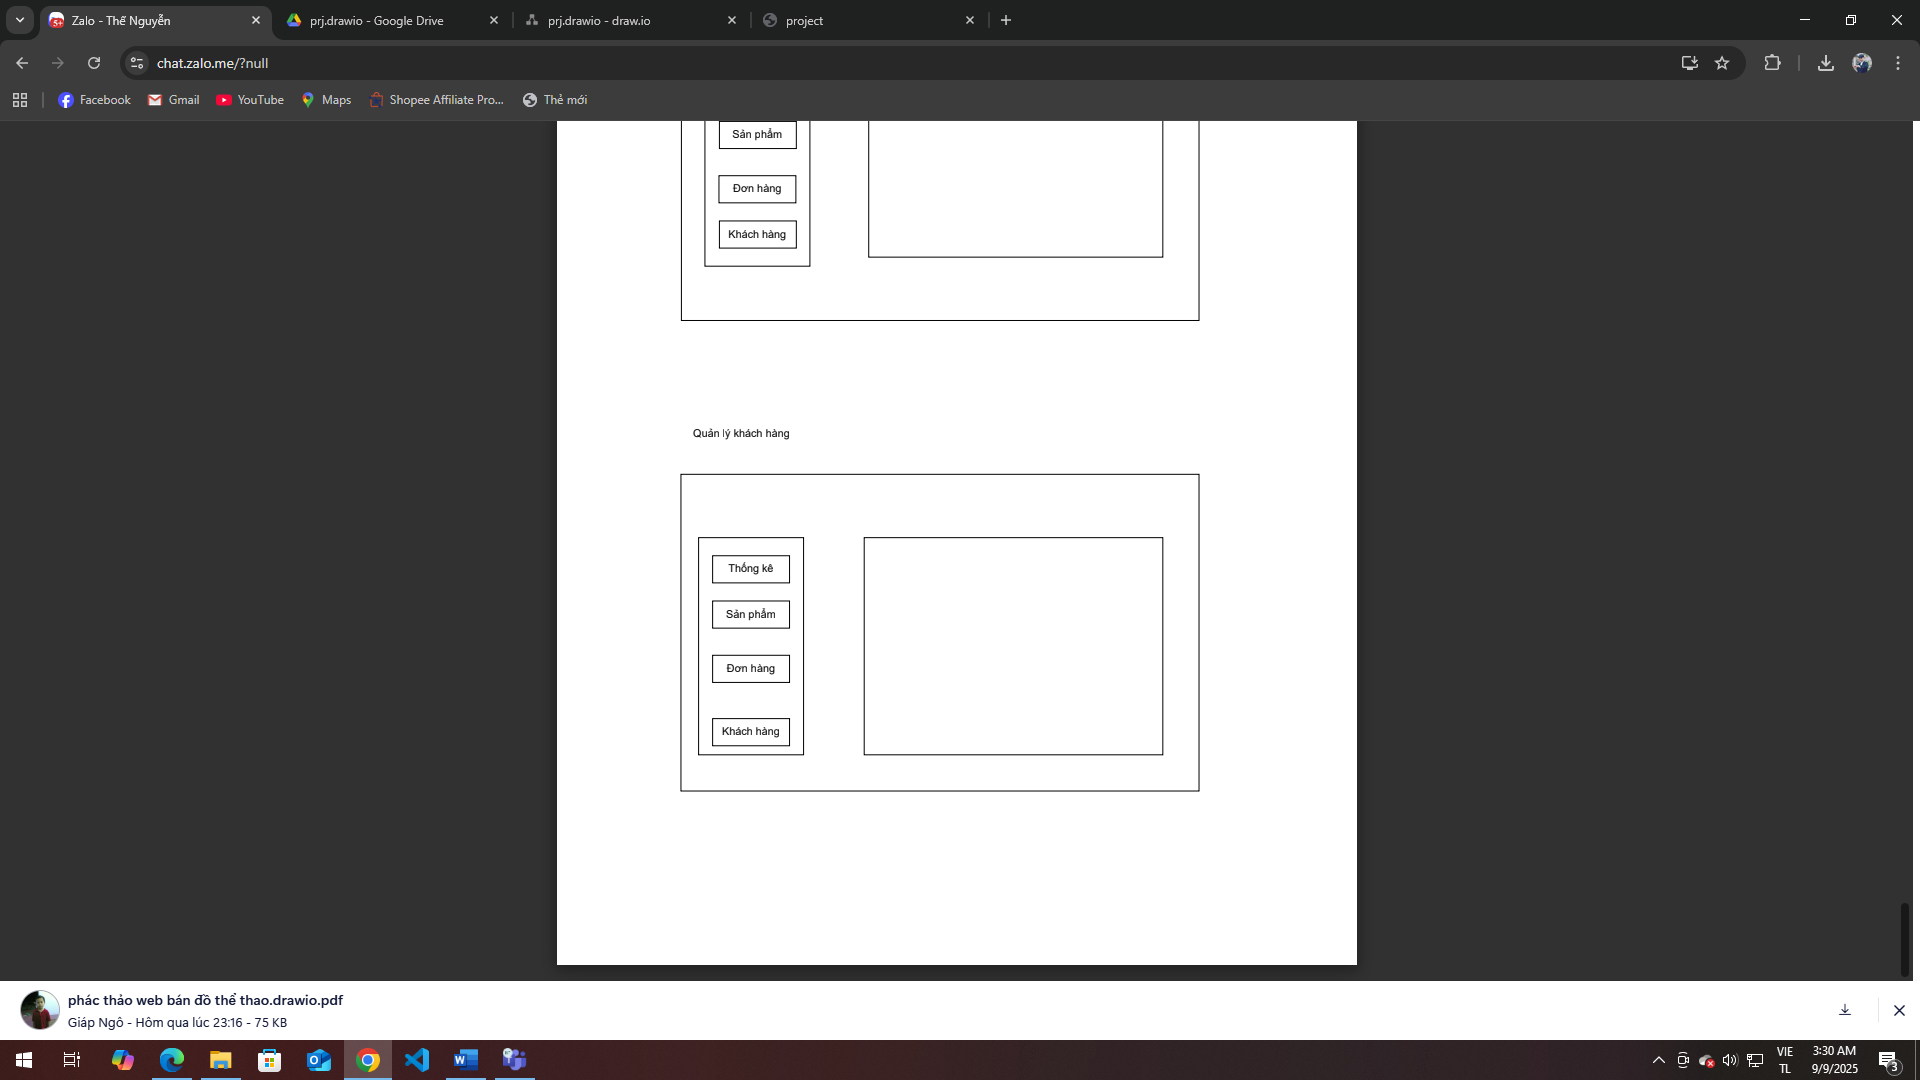 Zalo - Thế Nguyễn
prj.drawio - Google Drive
prj.drawio - draw.io
project
chat.zalo.me/?null
Facebook
Gmail
YouTube
Maps
Shopee Affiliate Pro...
Thẻ mới
Sản phẩm
Đơn hàng
Khách hàng
Quản lý khách hàng
Thống kê
Sản phẩm
Đơn hàng
Khách hàng
phác thảo web bán đồ thể thao.drawio.pdf
Giáp Ngô - Hôm qua lúc 23:16 - 75 KB
VIE
TL
3:30 AM
9/9/2025
3